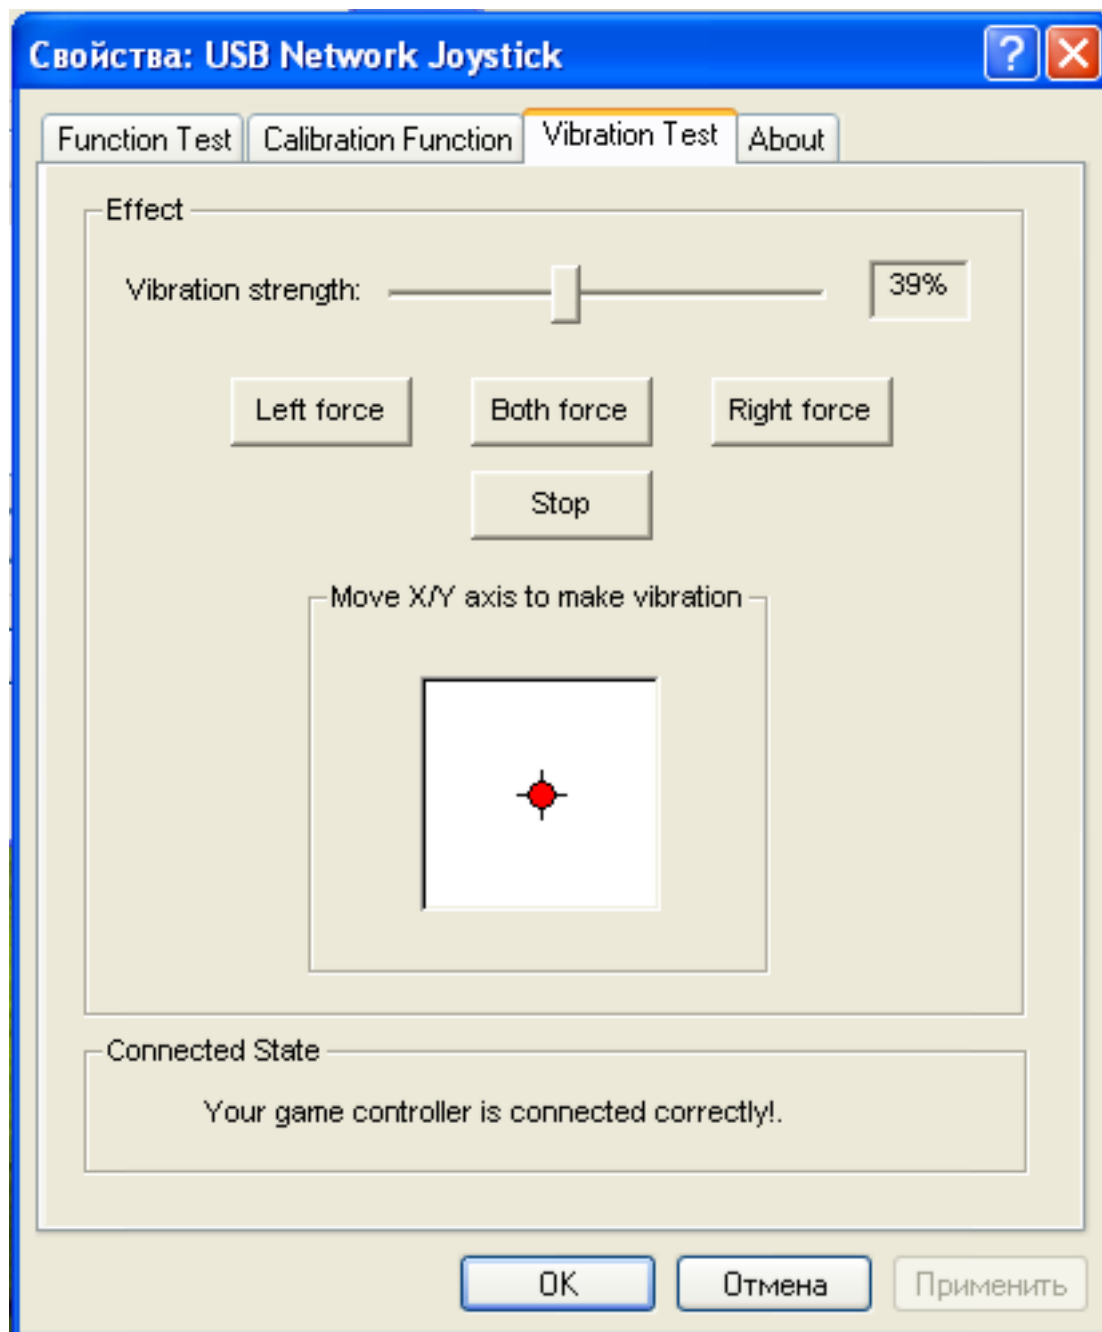 Свойства: USB Network Joystick
Function Test Calibration Function Vibration Test About
Effect
Vibration strength: 39%
Left force Both force Right force
Stop
Move X/Y axis to make vibration
Connected State
Your game controller is connected correctly!.
OK Отмена Применить